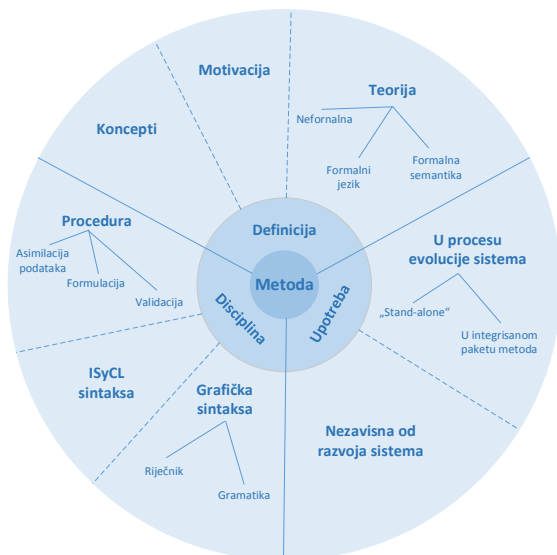 Motivacija
Teorija
Nefornalna
Formalni
jezik
Formalna
semantika
Koncepti
Procedura
Asimilacija
podataka
Formulacija
Validacija
Definicija
Metoda
Disciplina
Upotreba
U procesu
evolucije sistema
„Stand-alone“
U integrisanom
paketu metoda
ISyCL
sintaksa
Grafička
sintaksa
Riječnik
Gramatika
Nezavisna od
razvoja sistema